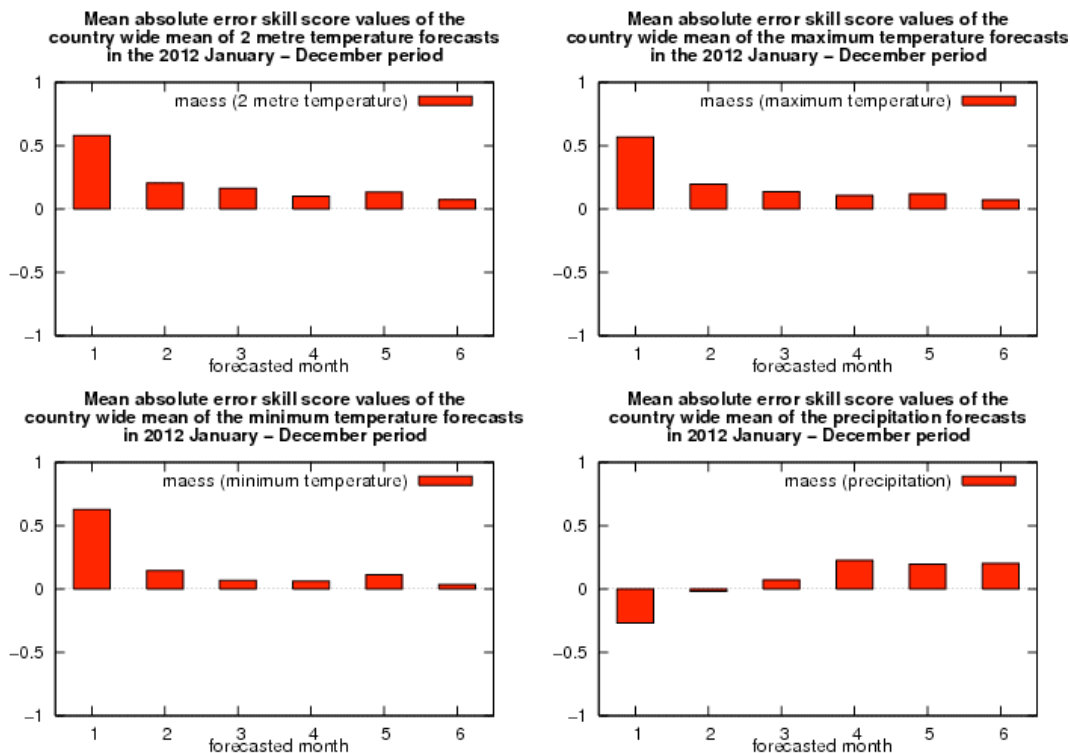 Mean absolute error skill score values of the
country wide mean of 2 metre temperature forecasts
in the 2012 January – December period
1
maess (2 metre temperature)
0.5
0
−0.5
−1
1 2 3 4 5 6
forecasted month
Mean absolute error skill score values of the
country wide mean of the maximum temperature forecasts
in the 2012 January – December period
1
maess (maximum temperature)
0.5
0
−0.5
−1
1 2 3 4 5 6
forecasted month
Mean absolute error skill score values of the
country wide mean of the minimum temperature forecasts
in 2012 January – December period
1
maess (minimum temperature)
0.5
0
−0.5
−1
1 2 3 4 5 6
forecasted month
Mean absolute error skill score values of the
country wide mean of the precipitation forecasts
in 2012 January – December period
1
maess (precipitation)
0.5
0
−0.5
−1
1 2 3 4 5 6
forecasted month